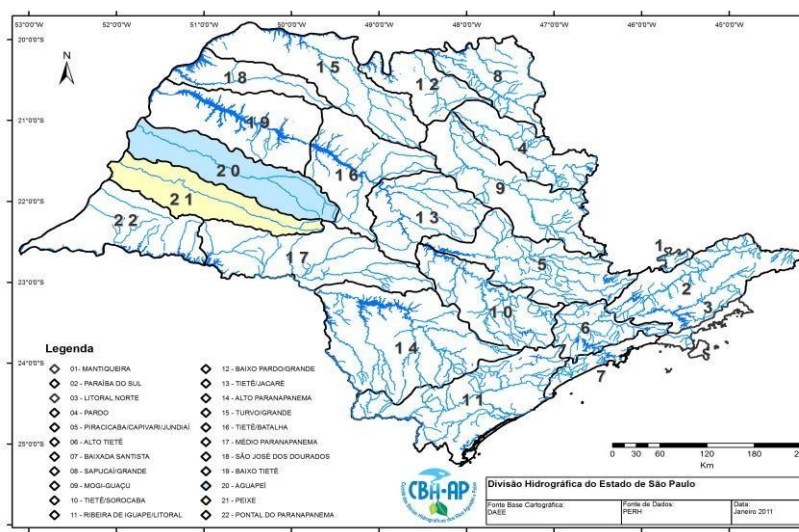 53°0'0"W 52°0'0"W 51°0'0"W 50°0'0"W 49°0'0"W 48°0'0"W 47°0'0"W 46°0'0"W 45°0'0"W
20°0'0"S
21°0'0"S
22°0'0"S
23°0'0"S
24°0'0"S
25°0'0"S
N
15
8
18
12
19
4
20
16
9
21
13
22
17
5
1
2
3
10
6
14
7
11
Legenda
01- MANTIQUEIRA
02 - PARAÍBA DO SUL
03 - LITORAL NORTE
04 - PARDO
05 - PIRACICABA/CAPIVARI/JUNDIAÍ
06 - ALTO TIETÊ
07 - BAIXADA SANTISTA
08 - SAPUCAÍ/GRANDE
09 - MOGI-GUAÇU
10 - TIETÊ/SOROCABA
11 - RIBEIRA DE IGUAPE/LITORAL
12 - BAIXO PARDO/GRANDE
13 - TIETÊ/JACARÉ
14 - ALTO PARANAPANEMA
15 - TURVO/GRANDE
16 - TIETÊ/BATALHA
17 - MÉDIO PARANAPANEMA
18 - SÃO JOSÉ DOS DOURADOS
19 - BAIXO TIETÊ
20 - AGUAPEÍ
21 - PEIXE
22 - PONTAL DO PARANAPANEMA
0 30 60 120 180
Km
CBH-AP
Divisão Hidrográfica do Estado de São Paulo
Fonte Base Cartográfica: Fonte de Dados: Data:
DAEE PERH Janeiro 2011